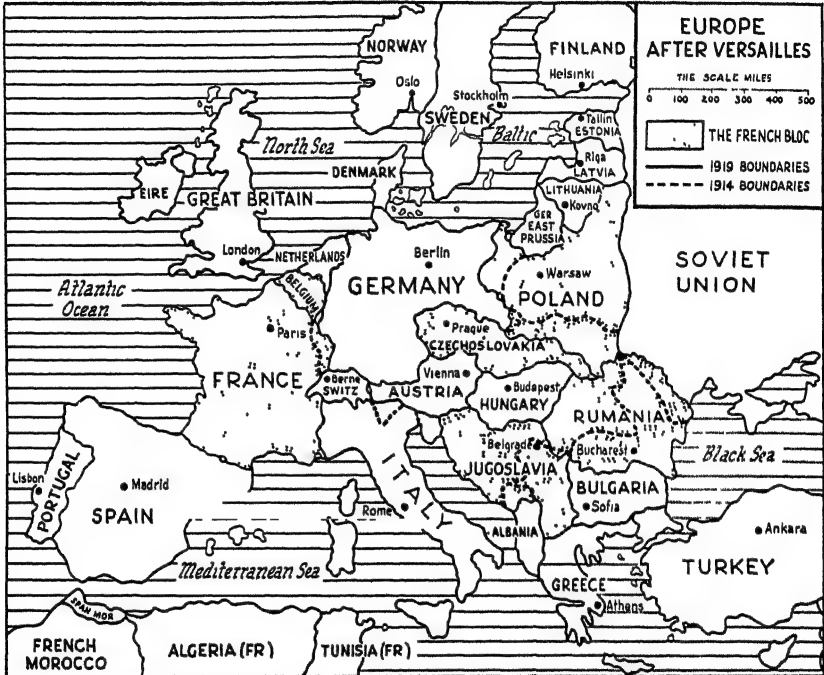 EUROPE
AFTER VERSAILLES
THE SCALE MILES
0 100 200 300 400 500
THE FRENCH BLOC
1919 BOUNDARIES
1914 BOUNDARIES
NORWAY
Oslo
FINLAND
Helsinki
Stockholm
SWEDEN
Baltic
Tallin
ESTONIA
Riga
LATVIA
LITHUANIA
Kovno
GER
EAST
PRUSSIA
North Sea
DENMARK
EIRE
GREAT BRITAIN
London
NETHERLANDS
BELGIUM
Berlin
GERMANY
Warsaw
POLAND
SOVIET
UNION
Atlantic
Ocean
Paris
FRANCE
Prague
CZECHOSLOVAKIA
Berne
SWITZ
Vienna
AUSTRIA
Budapest
HUNGARY
RUMANIA
Bucharest
Belgrade
JUGOSLAVIA
Black Sea
BULGARIA
Sofia
ITALY
Rome
ALBANIA
Lisbon
PORTUGAL
Madrid
SPAIN
Ankara
TURKEY
Mediterranean Sea
GREECE
Athens
SPAN MOR
FRENCH
MOROCCO
ALGERIA (FR)
TUNISIA (FR)